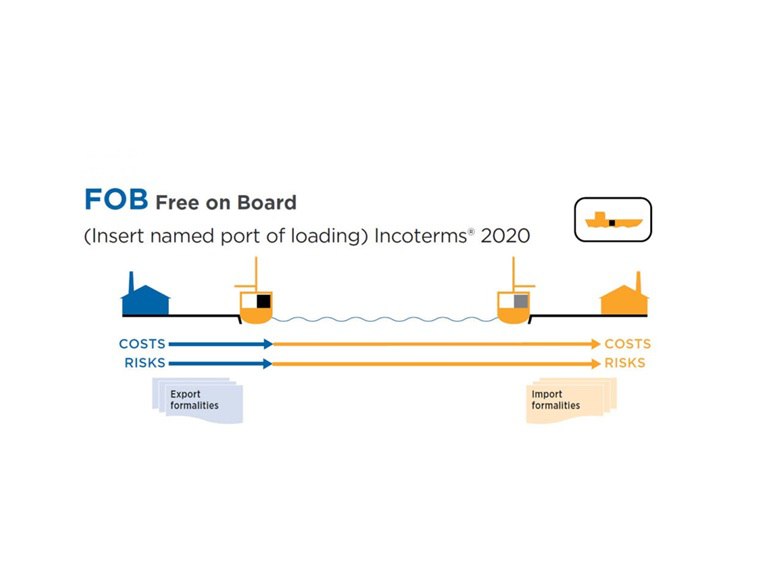 FOB Free on Board
(Insert named port of loading) Incoterms® 2020
COSTS COSTS
RISKS RISKS
Export
formalities
Import
formalities